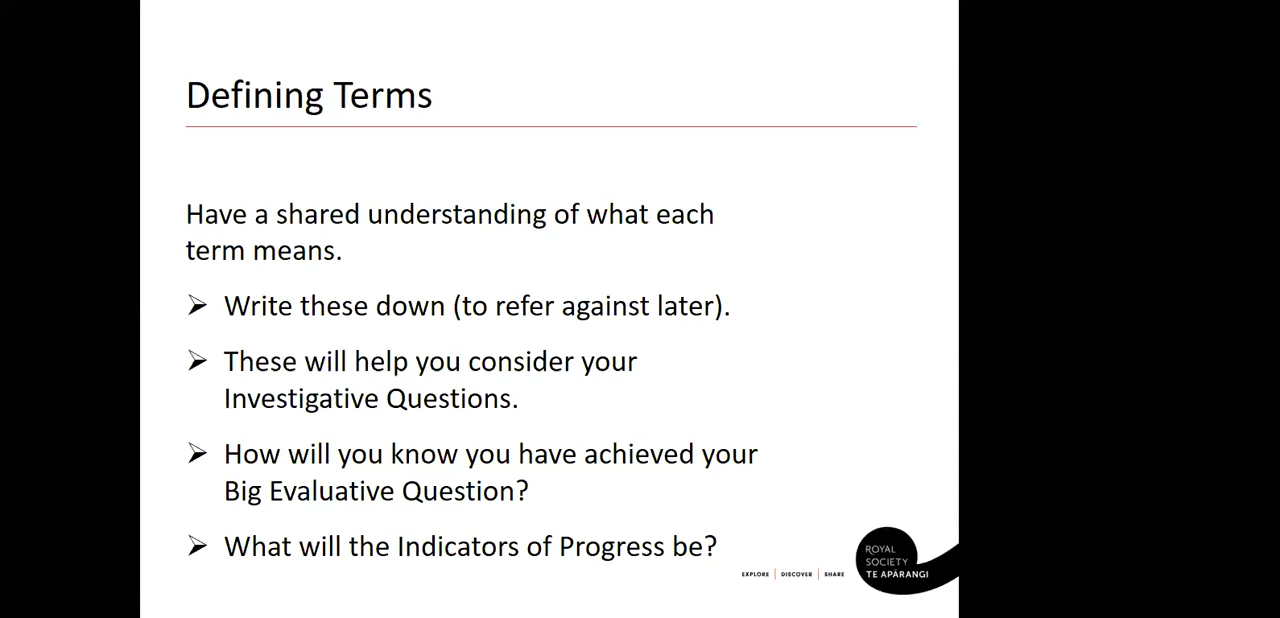 Defining Terms
Have a shared understanding of what each
term means.
➢ Write these down (to refer against later).
➢ These will help you consider your
Investigative Questions.
➢ How will you know you have achieved your
Big Evaluative Question?
➢ What will the Indicators of Progress be?
EXPLORE | DISCOVER | SHARE
ROYAL
SOCIETY
TE APĀRANGI